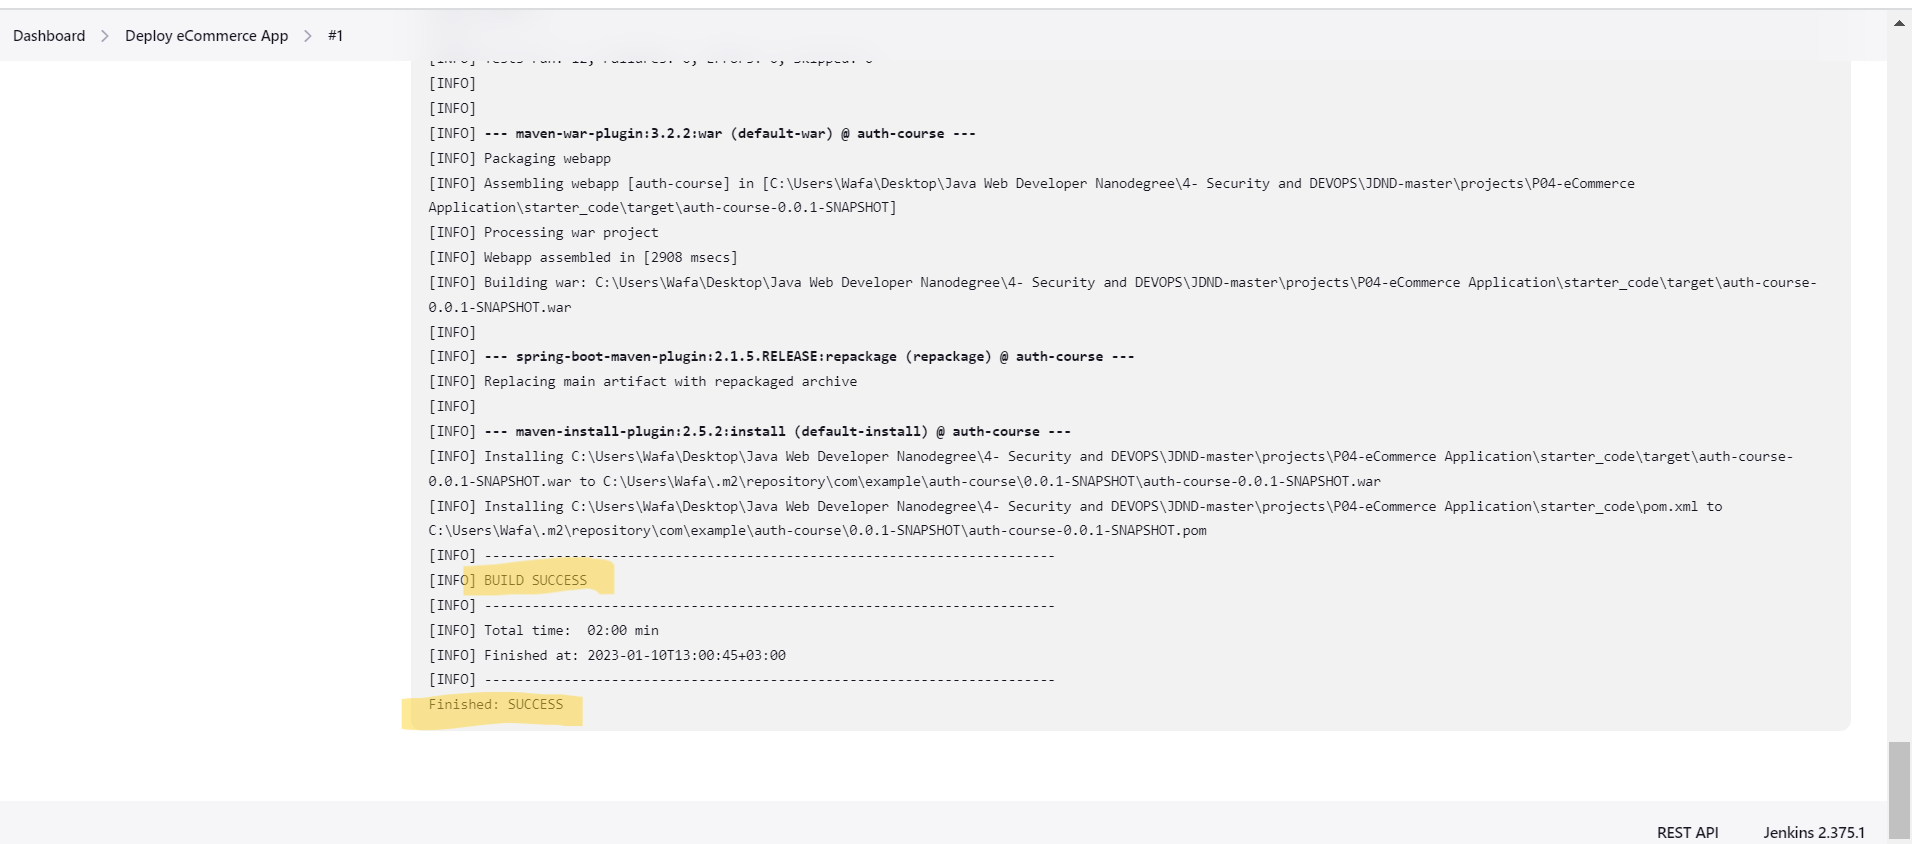 Dashboard > Deploy eCommerce App > #1
[INFO] Tests run: 12, Failures: 0, Errors: 0, Skipped: 0
[INFO]
[INFO]
[INFO] --- maven-war-plugin:3.2.2:war (default-war) @ auth-course ---
[INFO] Packaging webapp
[INFO] Assembling webapp [auth-course] in [C:\Users\Wafa\Desktop\Java Web Developer Nanodegree\4- Security and DEVOPS\JDND-master\projects\P04-eCommerce
Application\starter_code\target\auth-course-0.0.1-SNAPSHOT]
[INFO] Processing war project
[INFO] Webapp assembled in [2908 msecs]
[INFO] Building war: C:\Users\Wafa\Desktop\Java Web Developer Nanodegree\4- Security and DEVOPS\JDND-master\projects\P04-eCommerce Application\starter_code\target\auth-course-
0.0.1-SNAPSHOT.war
[INFO]
[INFO] --- spring-boot-maven-plugin:2.1.5.RELEASE:repackage (repackage) @ auth-course ---
[INFO] Replacing main artifact with repackaged archive
[INFO]
[INFO] --- maven-install-plugin:2.5.2:install (default-install) @ auth-course ---
[INFO] Installing C:\Users\Wafa\Desktop\Java Web Developer Nanodegree\4- Security and DEVOPS\JDND-master\projects\P04-eCommerce Application\starter_code\target\auth-course-
0.0.1-SNAPSHOT.war to C:\Users\Wafa\.m2\repository\com\example\auth-course\0.0.1-SNAPSHOT\auth-course-0.0.1-SNAPSHOT.war
[INFO] Installing C:\Users\Wafa\Desktop\Java Web Developer Nanodegree\4- Security and DEVOPS\JDND-master\projects\P04-eCommerce Application\starter_code\pom.xml to
C:\Users\Wafa\.m2\repository\com\example\auth-course\0.0.1-SNAPSHOT\auth-course-0.0.1-SNAPSHOT.pom
[INFO] ------------------------------------------------------------------------
[INFO] BUILD SUCCESS
[INFO] ------------------------------------------------------------------------
[INFO] Total time:  02:00 min
[INFO] Finished at: 2023-01-10T13:00:45+03:00
[INFO] ------------------------------------------------------------------------
Finished: SUCCESS
REST API
Jenkins 2.375.1